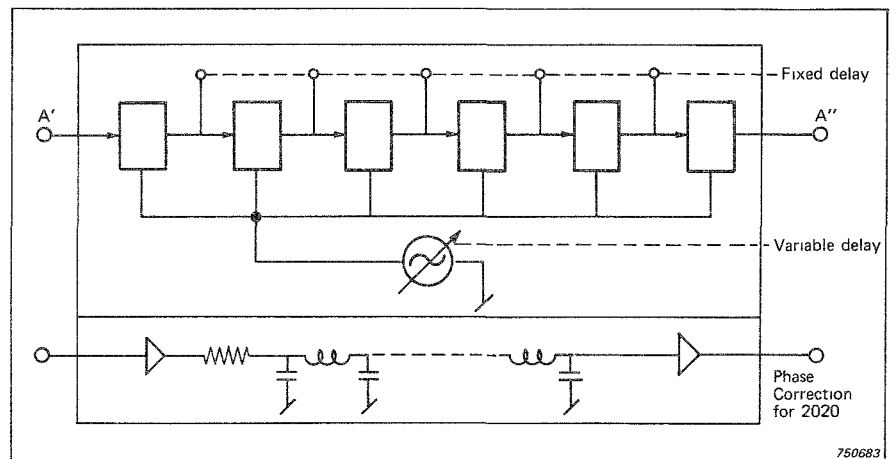 Fixed delay
A'
A''
Variable delay
Phase
Correction
for 2020
750683